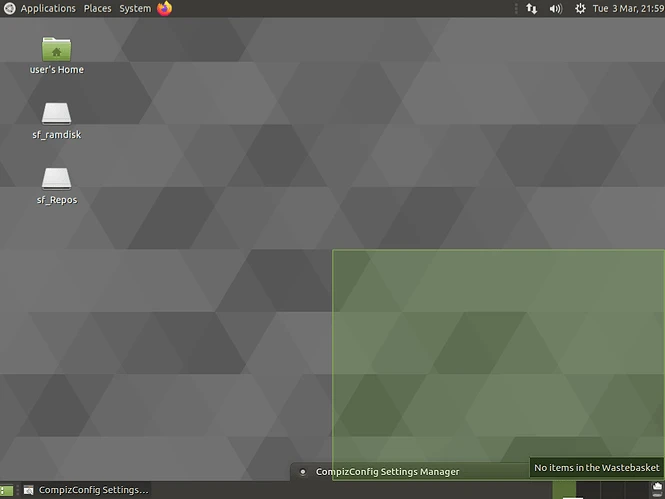 Applications Places System
Tue 3 Mar, 21:59
user's Home
sf_ramdisk
sf_Repos
CompizConfig Settings Manager
No items in the Wastebasket
CompizConfig Settings...